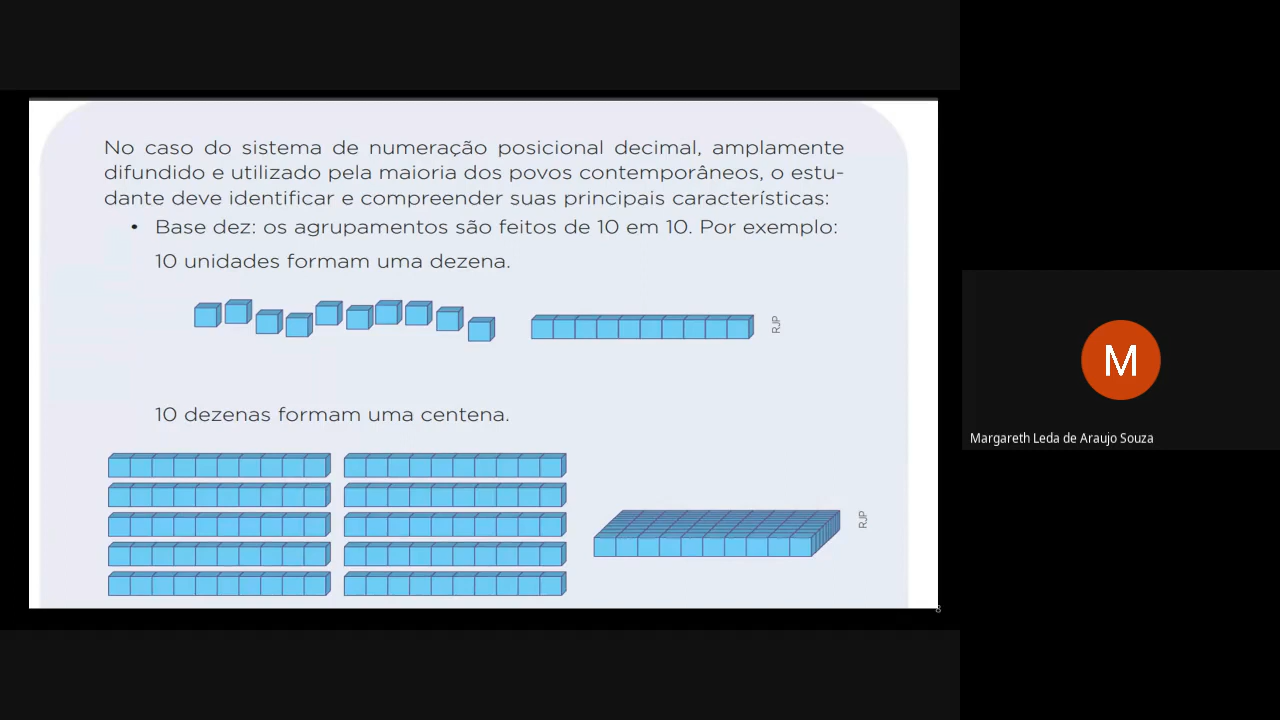 No caso do sistema de numeração posicional decimal, amplamente
difundido e utilizado pela maioria dos povos contemporâneos, o estu-
dante deve identificar e compreender suas principais características:
• Base dez: os agrupamentos são feitos de 10 em 10. Por exemplo:
10 unidades formam uma dezena.
RJP
10 dezenas formam uma centena.
RJP
8
M
Margareth Leda de Araujo Souza